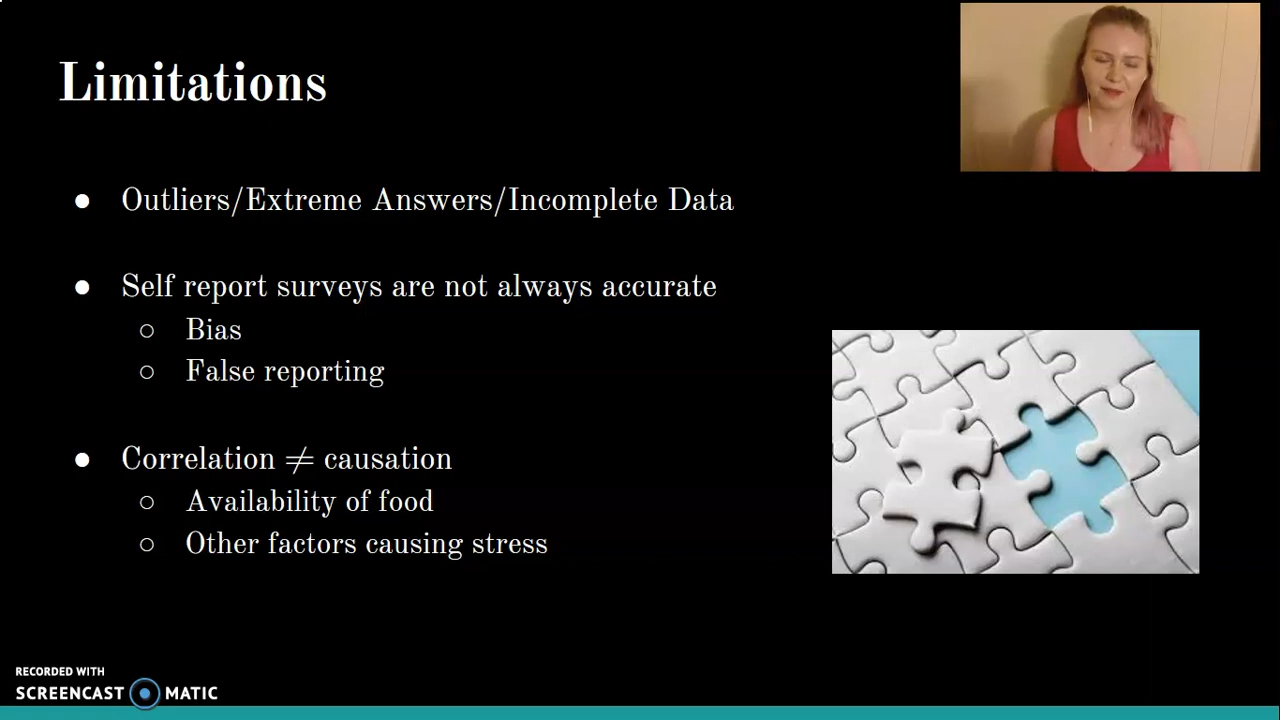 Limitations
● Outliers/Extreme Answers/Incomplete Data
● Self report surveys are not always accurate
○ Bias
○ False reporting
● Correlation ≠ causation
○ Availability of food
○ Other factors causing stress
RECORDED WITH
SCREENCAST MATIC